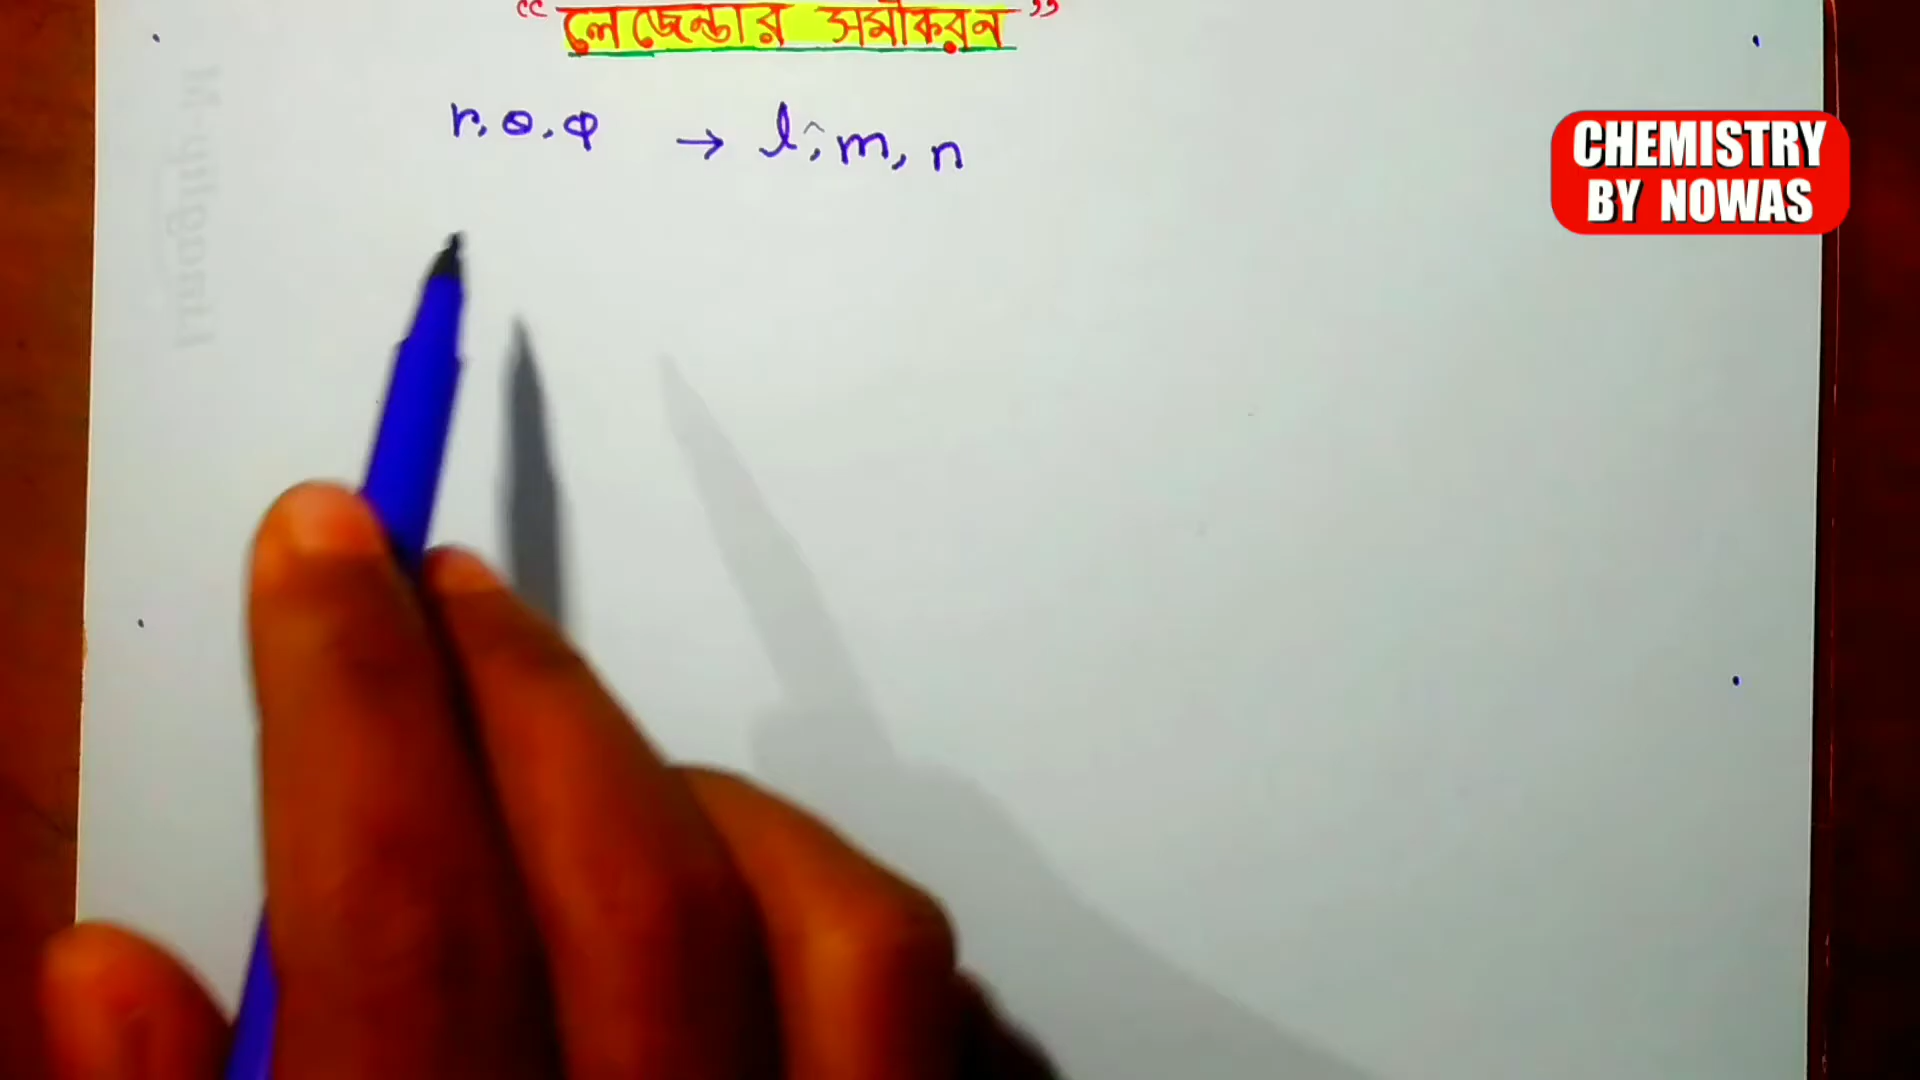 “লেজেন্ডার সমীকরন”
r, θ, φ → l, m, n
CHEMISTRY
BY NOWAS